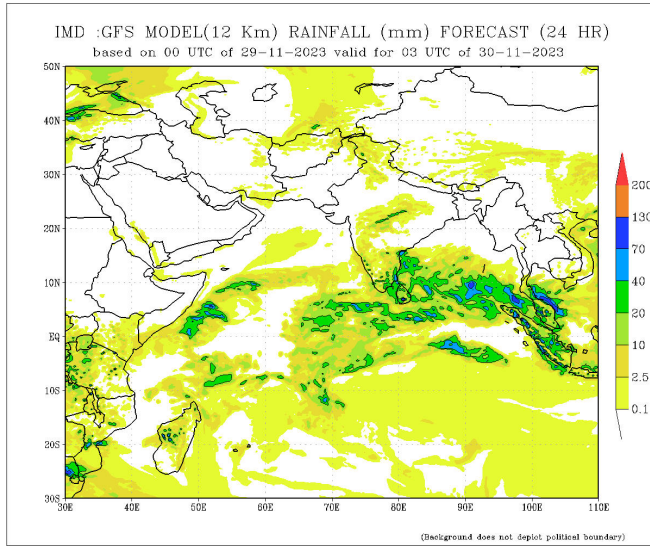 IMD :GFS MODEL(12 Km) RAINFALL (mm) FORECAST (24 HR)
based on 00 UTC of 29-11-2023 valid for 03 UTC of 30-11-2023
50N
40N
30N
20N
10N
EQ
10S
20S
30S
30E
40E
50E
60E
70E
80E
90E
100E
110E
200
130
70
40
20
10
2.5
0.1
(Background does not depict political boundary)